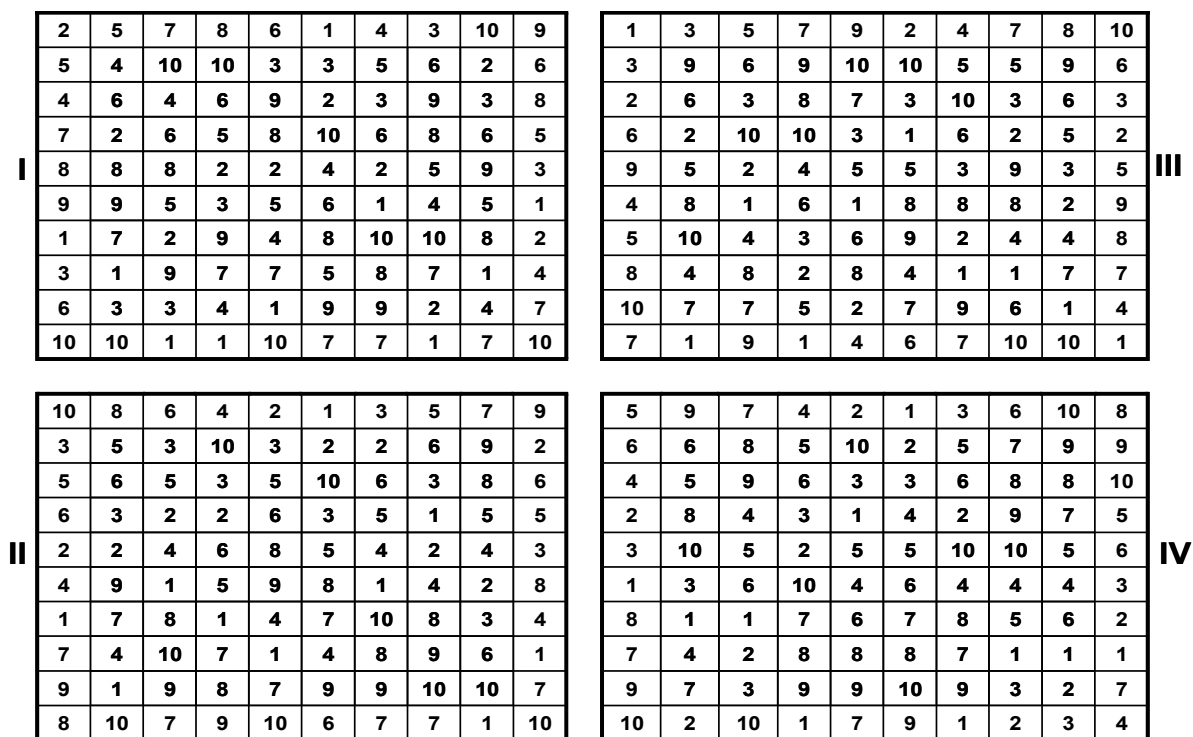 2 5 7 8 6 1 4 3 10 9
5 4 10 10 3 3 5 6 2 6
4 6 4 6 9 2 3 9 3 8
7 2 6 5 8 10 6 8 6 5
I 8 8 8 2 2 4 2 5 9 3
9 9 5 3 5 6 1 4 5 1
1 7 2 9 4 8 10 10 8 2
3 1 9 7 7 5 8 7 1 4
6 3 3 4 1 9 9 2 4 7
10 10 1 1 10 7 7 1 7 10
1 3 5 7 9 2 4 7 8 10
3 9 6 9 10 10 5 5 9 6
2 6 3 8 7 3 10 3 6 3
6 2 10 10 3 1 6 2 5 2
9 5 2 4 5 5 3 9 3 5 III
4 8 1 6 1 8 8 8 2 9
5 10 4 3 6 9 2 4 4 8
8 4 8 2 8 4 1 1 7 7
10 7 7 5 2 7 9 6 1 4
7 1 9 1 4 6 7 10 10 1
10 8 6 4 2 1 3 5 7 9
3 5 3 10 3 2 2 6 9 2
5 6 5 3 5 10 6 3 8 6
6 3 2 2 6 3 5 1 5 5
II 2 2 4 6 8 5 4 2 4 3
4 9 1 5 9 8 1 4 2 8
1 7 8 1 4 7 10 8 3 4
7 4 10 7 1 4 8 9 6 1
9 1 9 8 7 9 9 10 10 7
8 10 7 9 10 6 7 7 1 10
5 9 7 4 2 1 3 6 10 8
6 6 8 5 10 2 5 7 9 9
4 5 9 6 3 3 6 8 8 10
2 8 4 3 1 4 2 9 7 5
3 10 5 2 5 5 10 10 5 6 IV
1 3 6 10 4 6 4 4 4 3
8 1 1 7 6 7 8 5 6 2
7 4 2 8 8 8 7 1 1 1
9 7 3 9 9 10 9 3 2 7
10 2 10 1 7 9 1 2 3 4